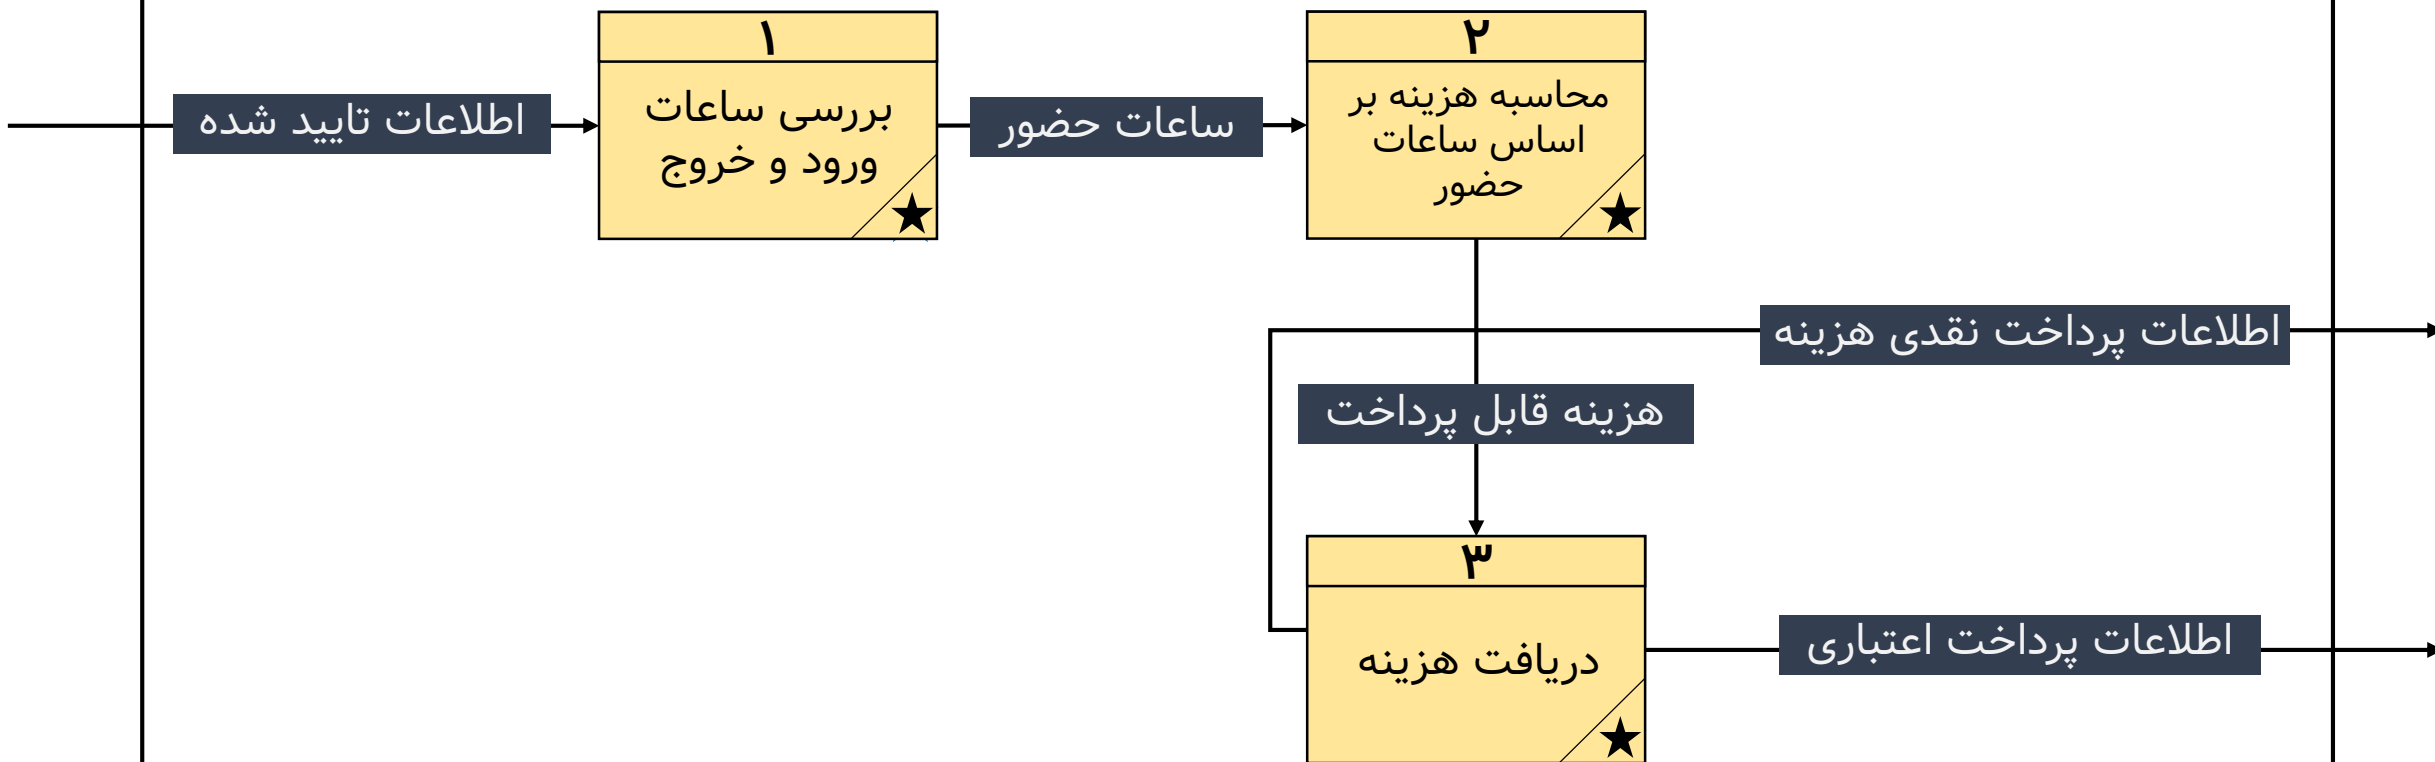 ۱
بررسی ساعات
ورود و خروج
۲
محاسبه هزینه بر
اساس ساعات
حضور
اطلاعات تایید شده
ساعات حضور
اطلاعات پرداخت نقدی هزینه
هزینه قابل پرداخت
۳
دریافت هزینه
اطلاعات پرداخت اعتباری